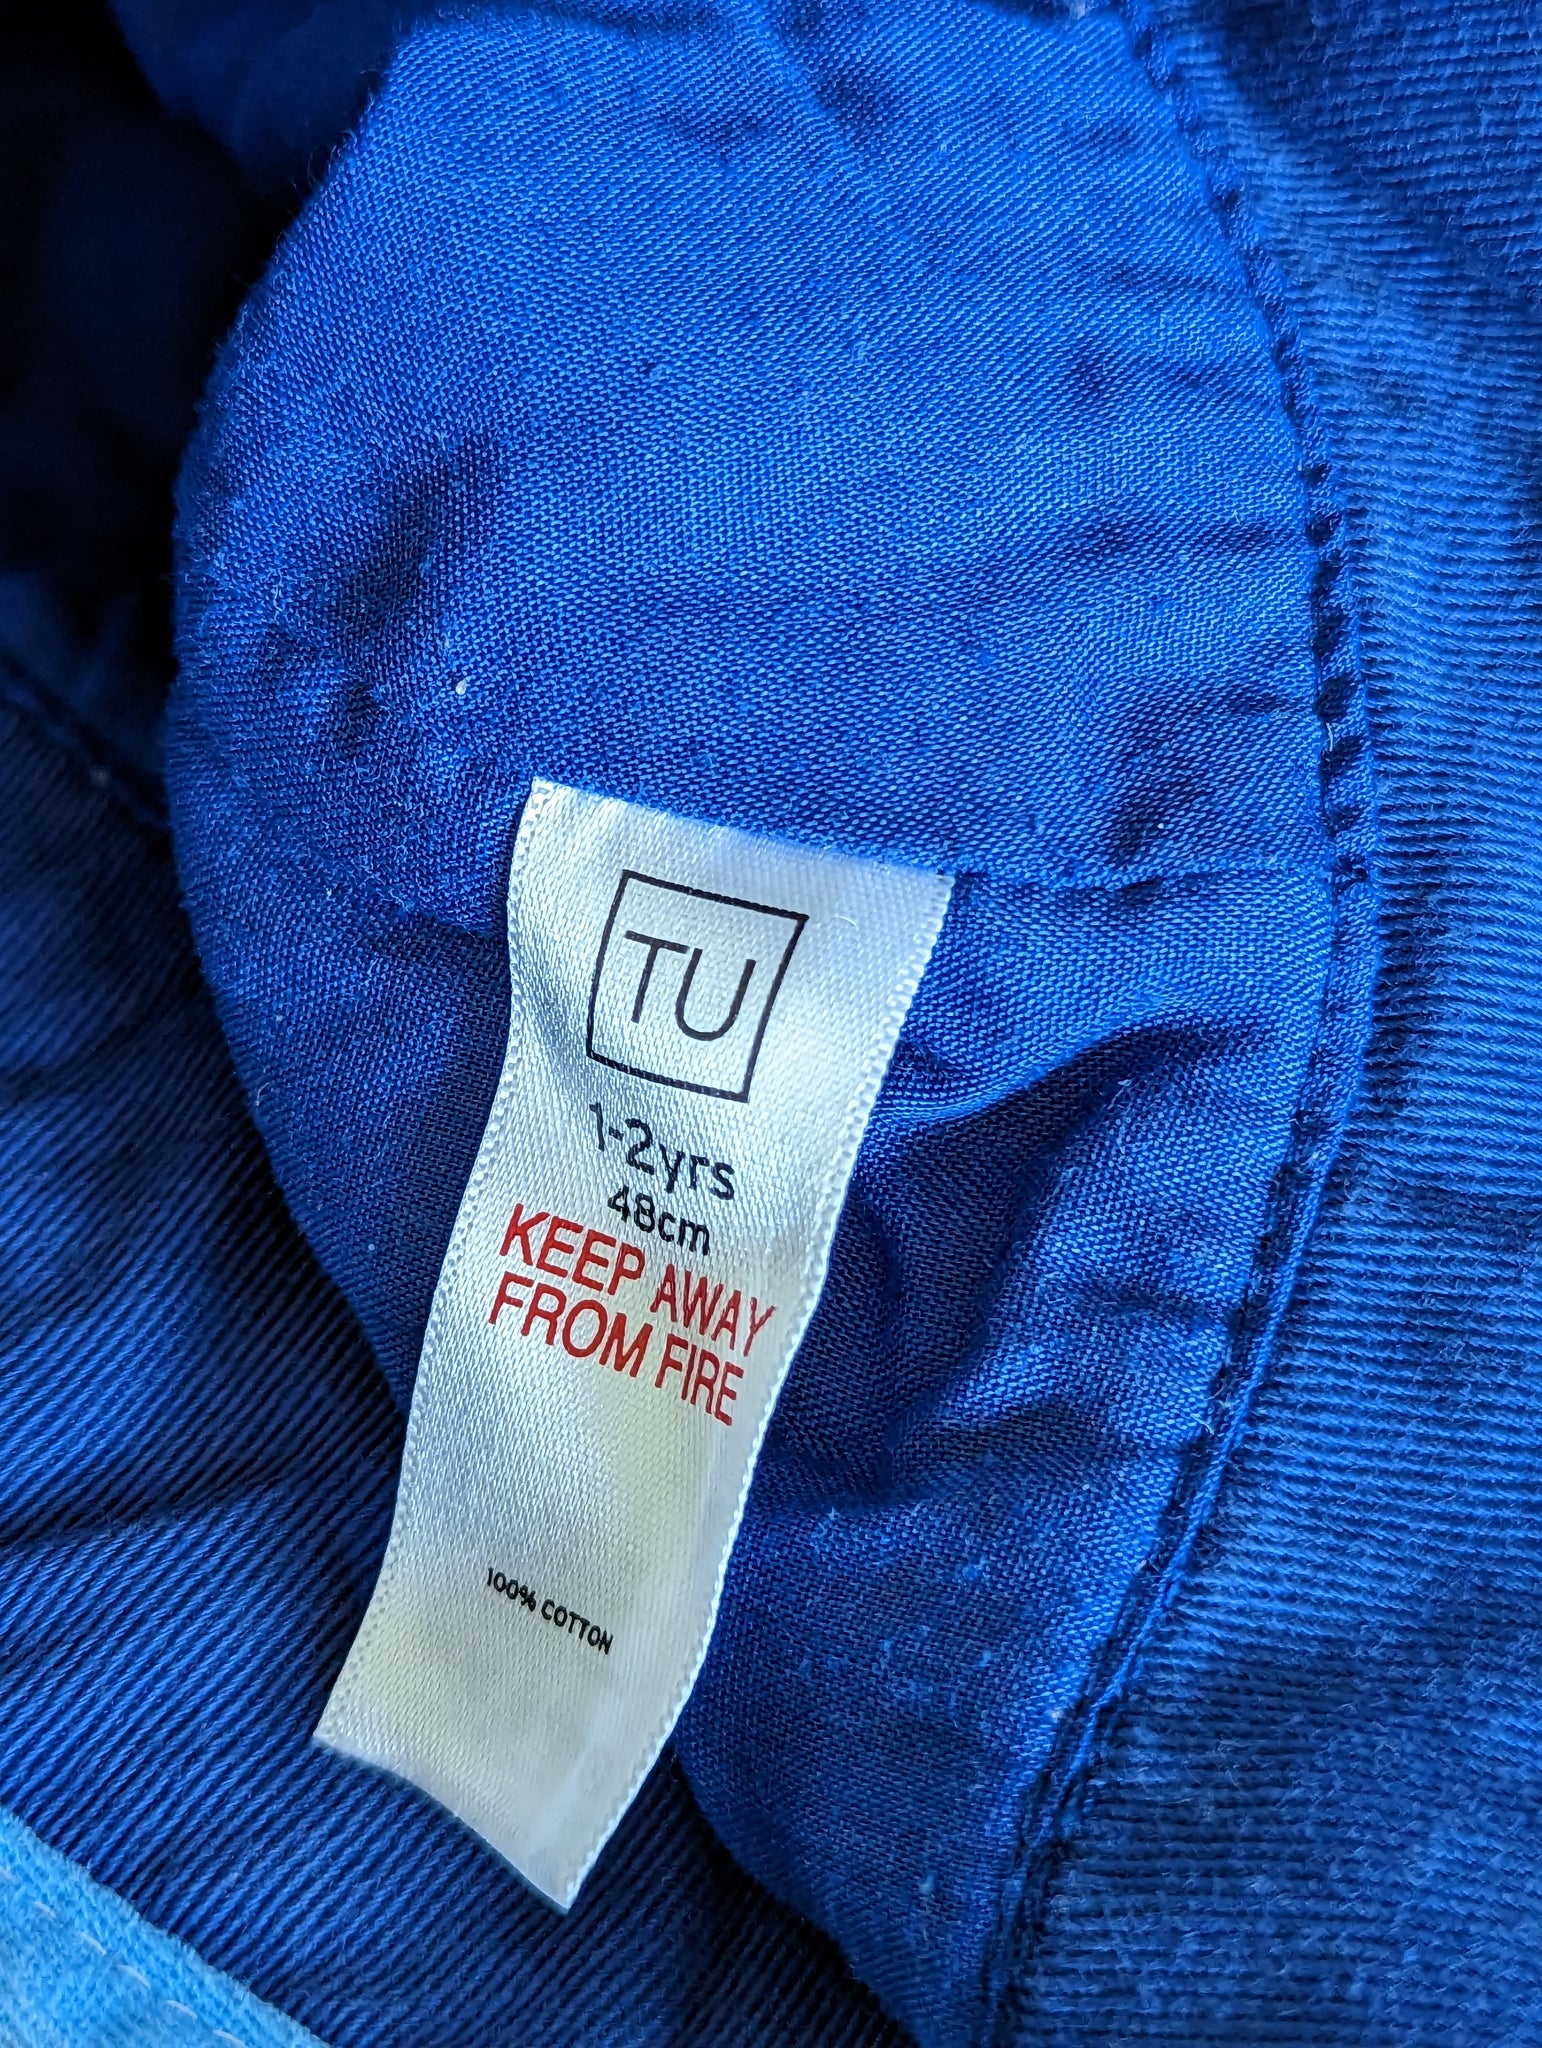 TU
1-2yrs
48cm
KEEP AWAY
FROM FIRE
100% COTTON